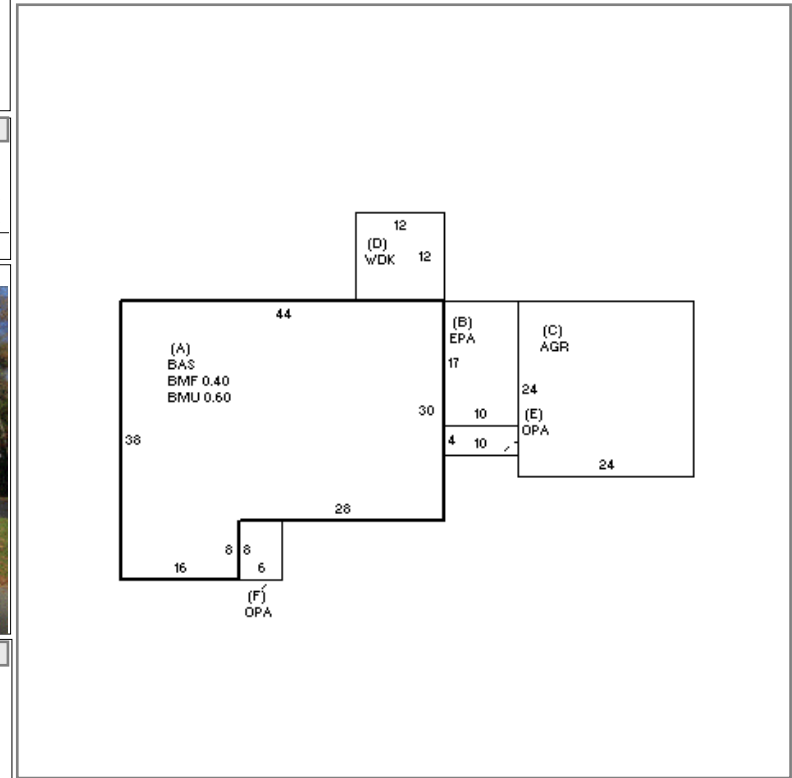 12
(D)
WDK 12
44
(B)
EPA
(C)
AGR
(A)
BAS
BMF 0.40
BMU 0.60
17
24
30
10
(E)
OPA
38
4 10
24
28
8 8
16
6
(F)
OPA